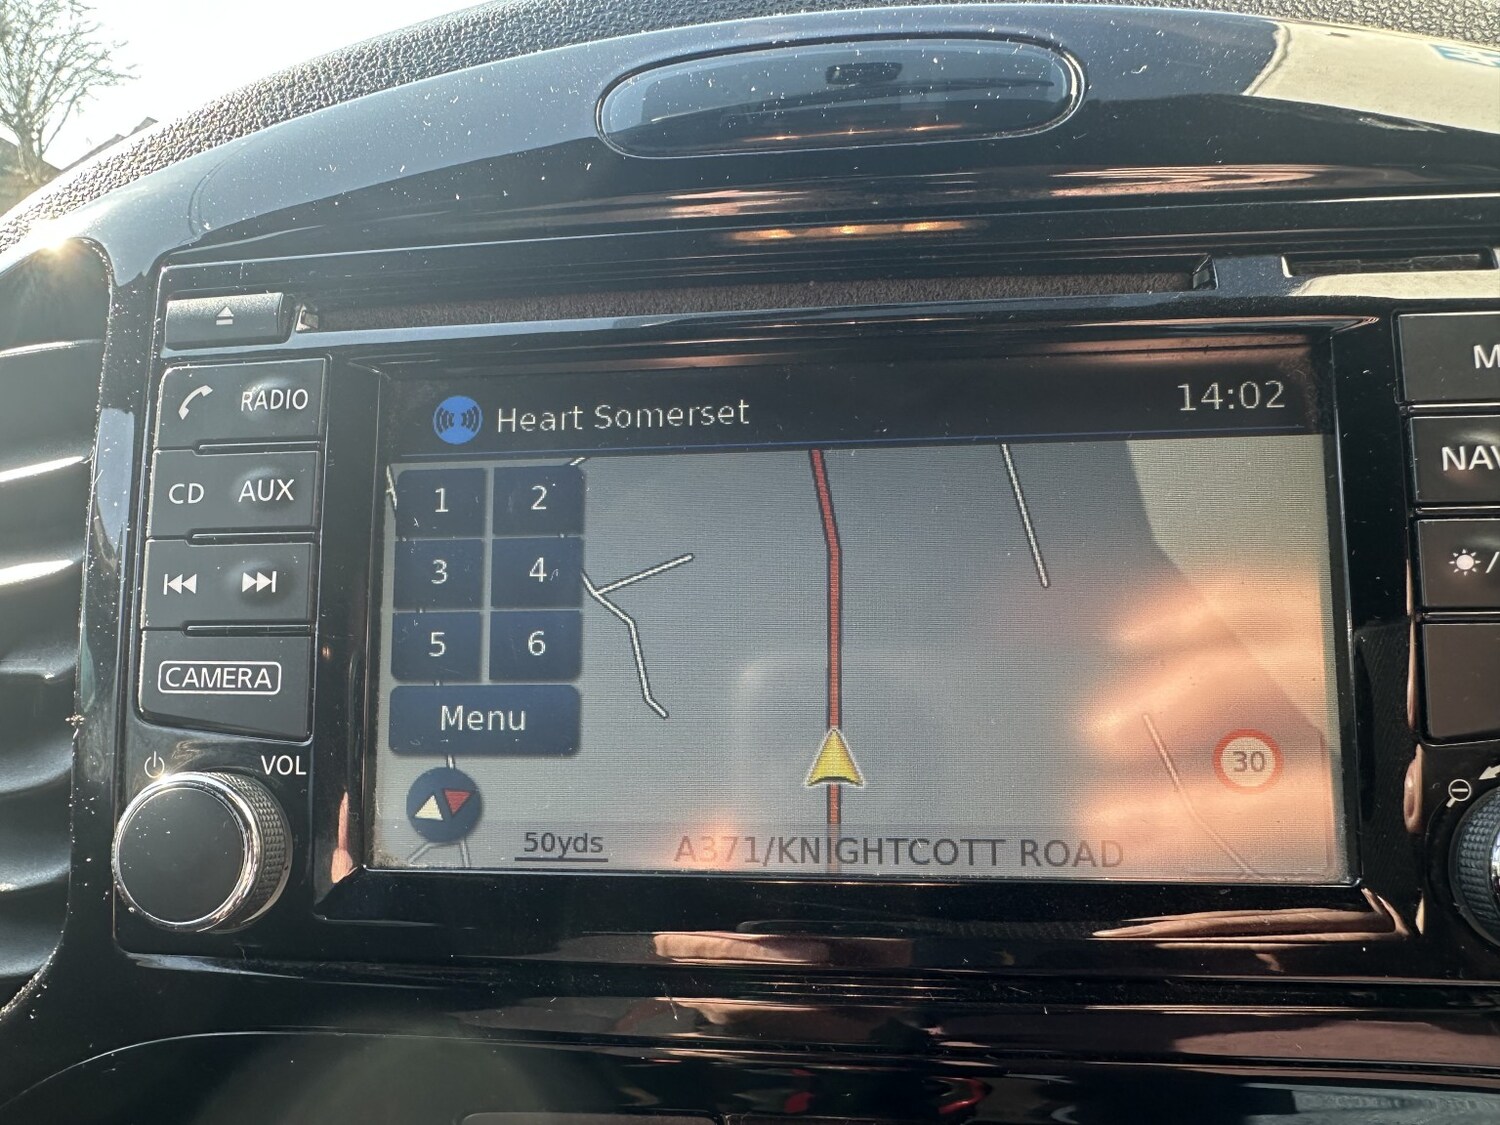 Heart Somerset
14:02
RADIO
CD AUX
CAMERA
VOL
1 2
3 4
5 6
Menu
30
50yds
A371/KNIGHTCOTT ROAD
M
NAV